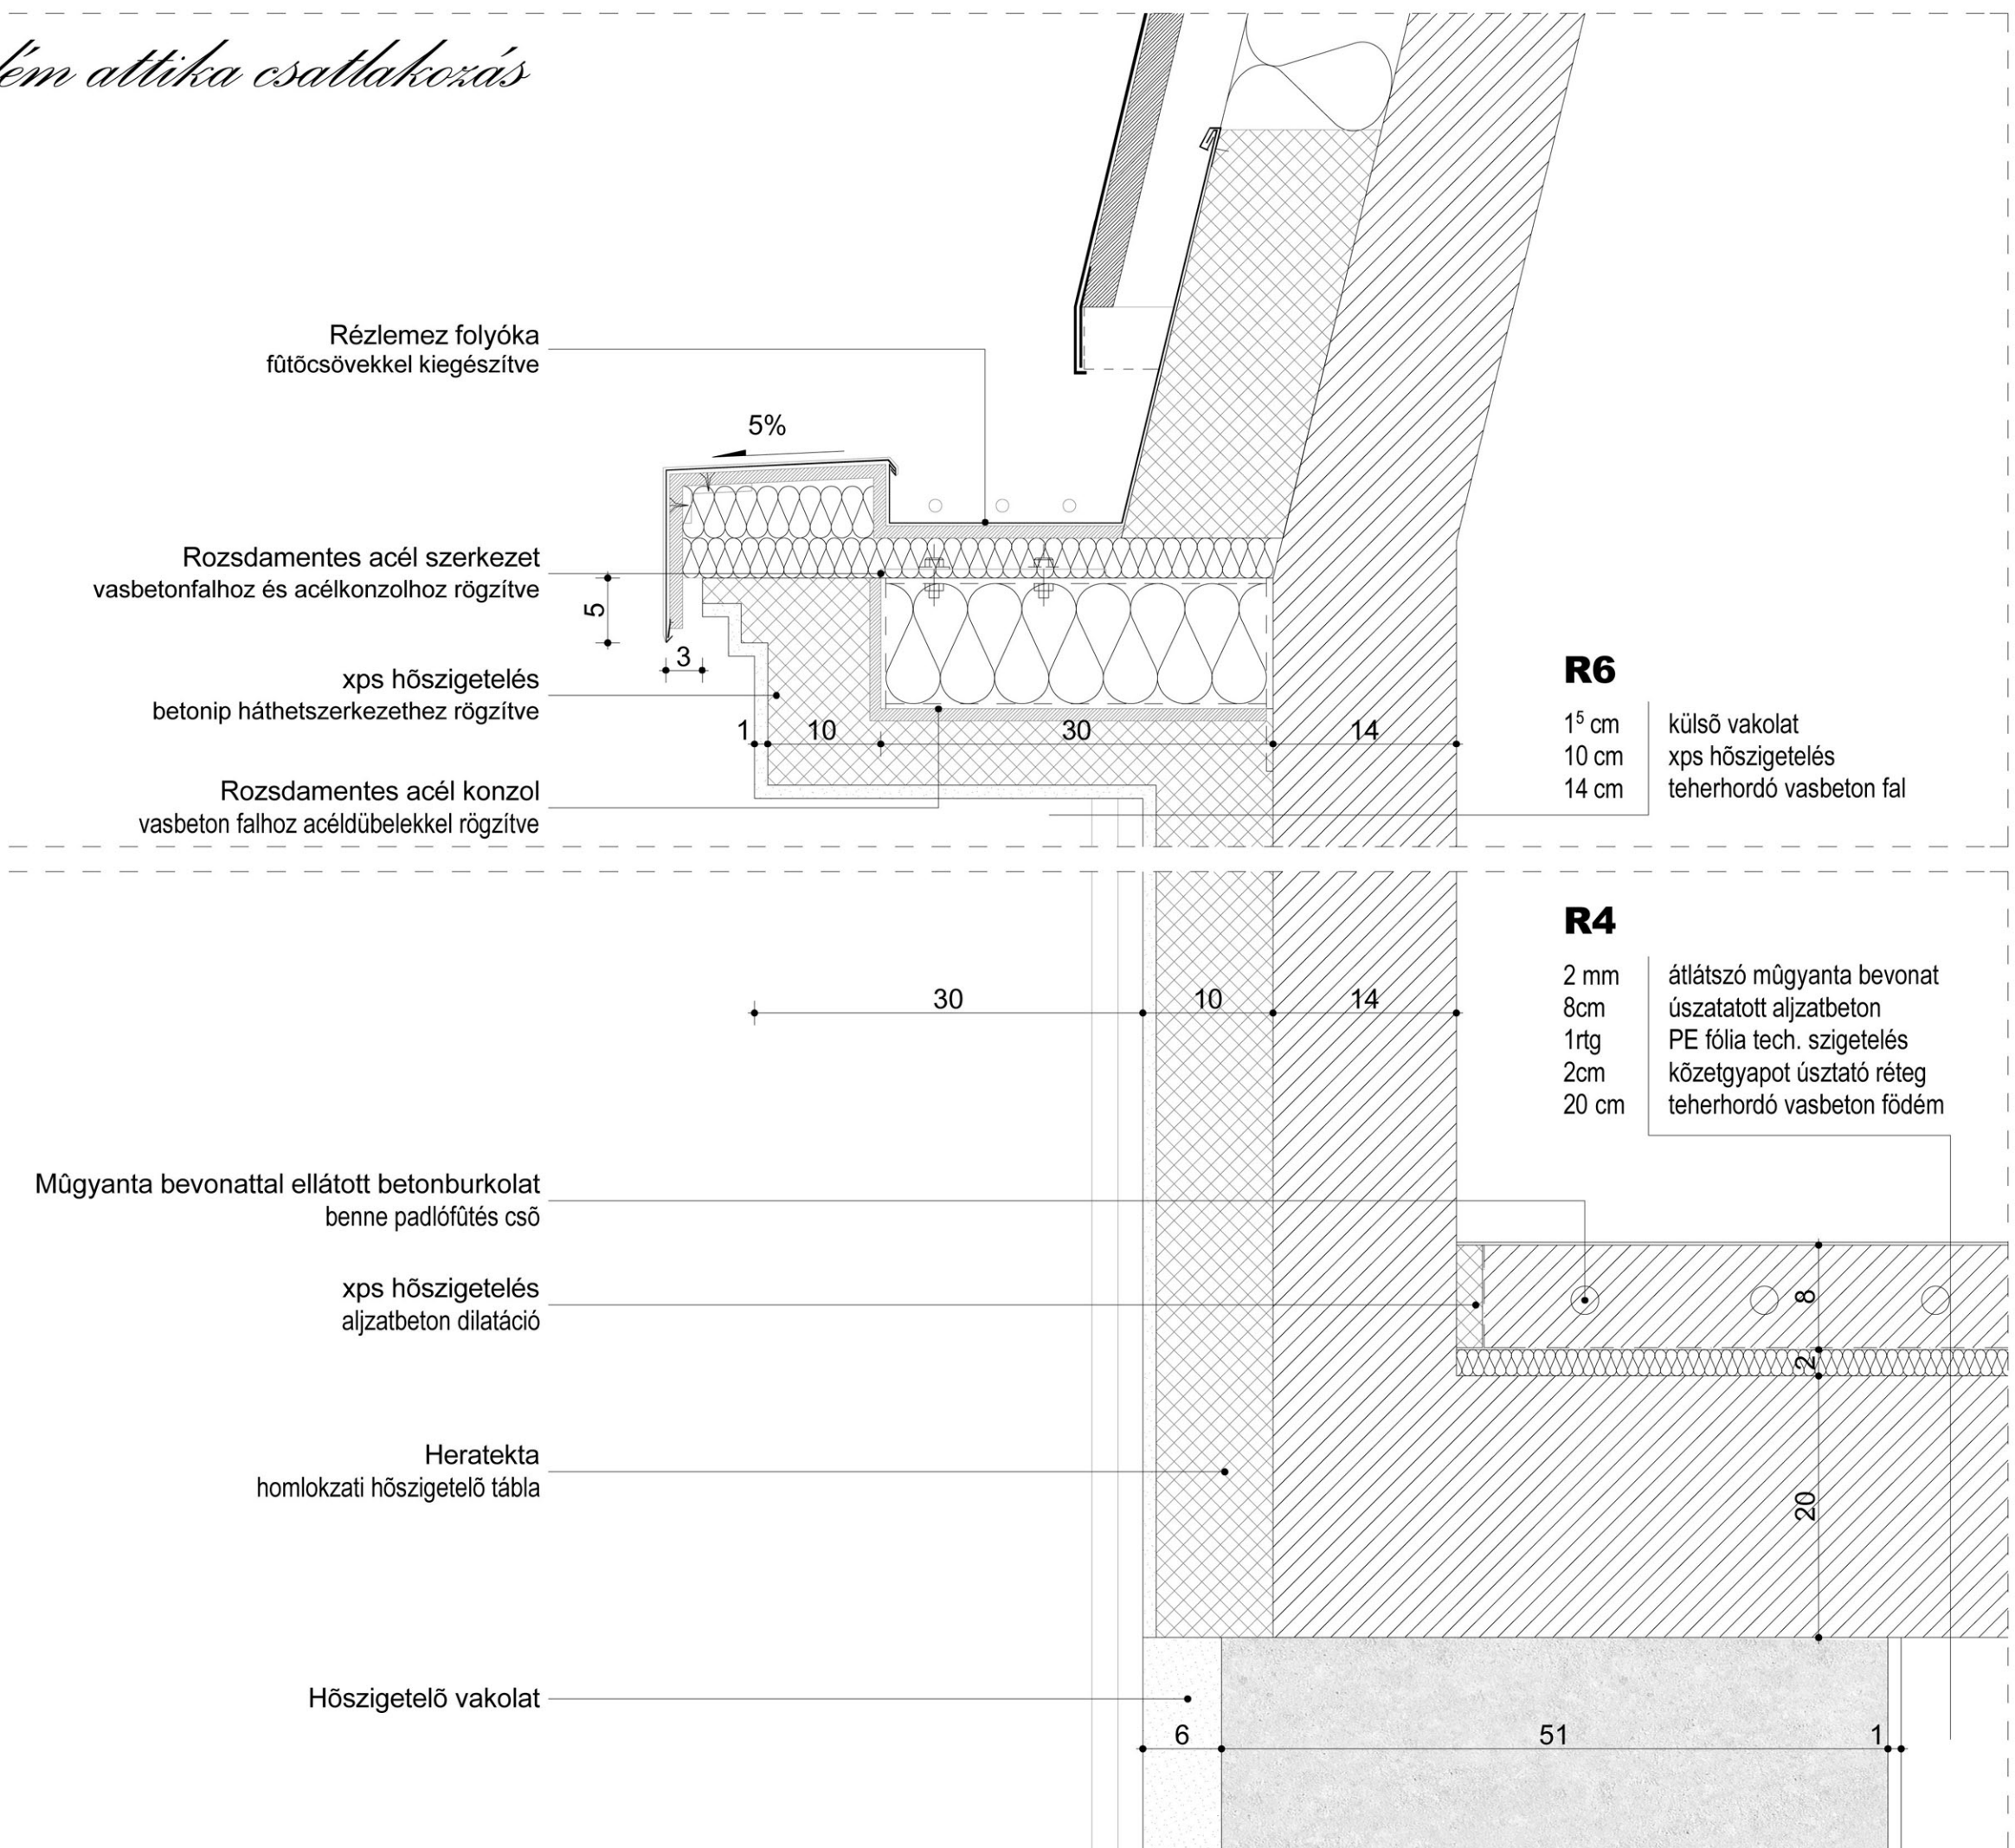 attika csatlakozás
Rézlemez folyóka
fûtõcsövekkel kiegészítve
5%
Rozsdamentes acél szerkezet
vasbetonfalhoz és acélkonzolhoz rögzítve
5
3
xps hõszigetelés
betonip háthetszerkezethez rögzítve
1 10 30 14
Rozsdamentes acél konzol
vasbeton falhoz acéldübelekkel rögzítve
R6
1⁵ cm külsõ vakolat
10 cm xps hõszigetelés
14 cm teherhordó vasbeton fal
R4
2 mm átlátszó mûgyanta bevonat
8cm úszatatott aljzatbeton
1rtg PE fólia tech. szigetelés
2cm kõzetgyapot úsztató réteg
20 cm teherhordó vasbeton födém
30 10 14
Mûgyanta bevonattal ellátott betonburkolat
benne padlófûtés csõ
xps hõszigetelés
aljzatbeton dilatáció
8
2
20
Heratekta
homlokzati hõszigetelõ tábla
Hõszigetelõ vakolat
6 51 1